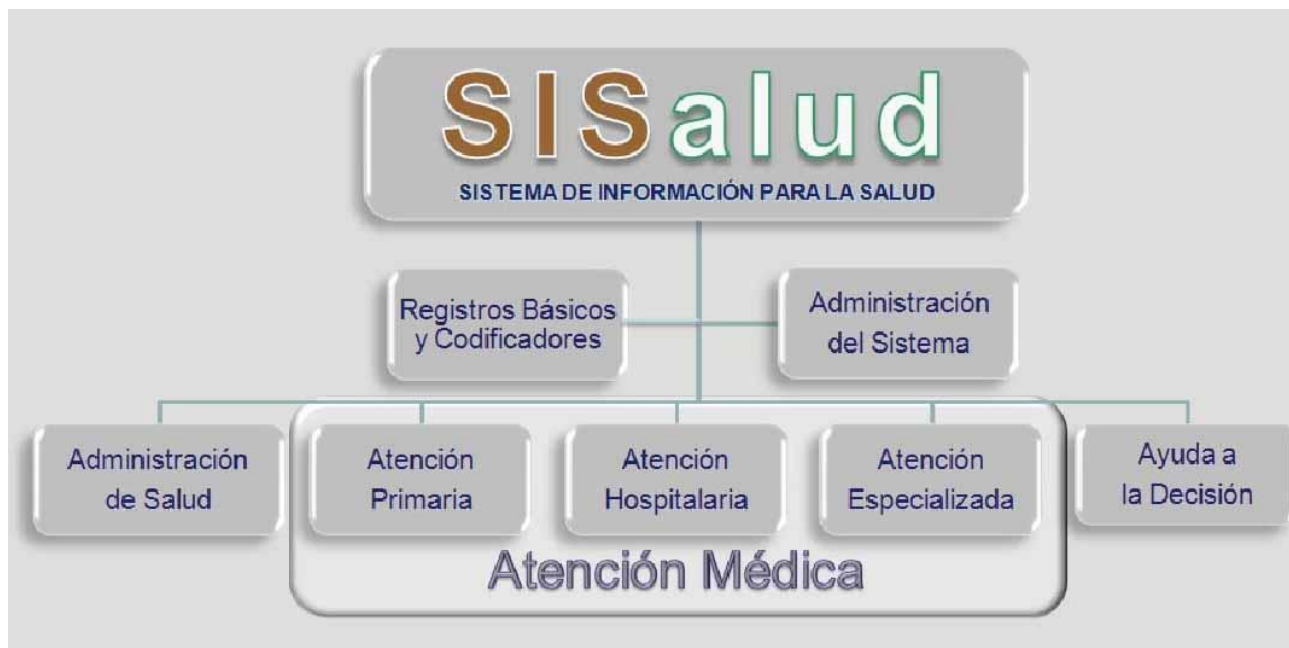 SISalud
SISTEMA DE INFORMACIÓN PARA LA SALUD
Registros Básicos
y Codificadores
Administración
del Sistema
Administración
de Salud
Atención
Primaria
Atención
Hospitalaria
Atención
Especializada
Ayuda a
la Decisión
Atención Médica